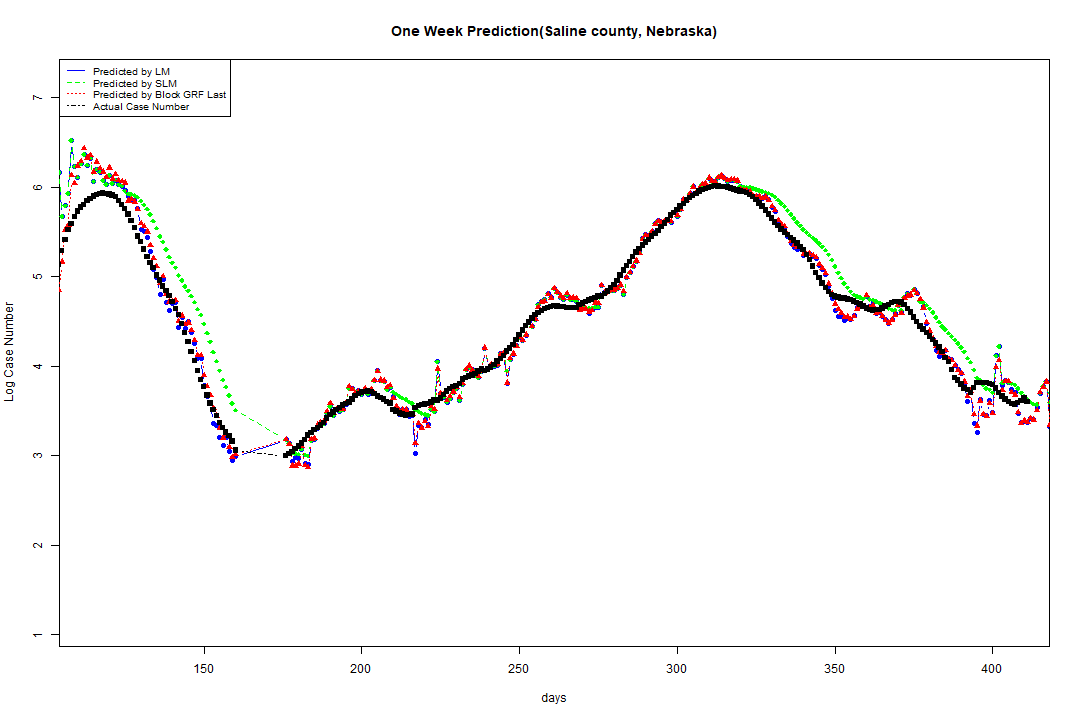 One Week Prediction(Saline county, Nebraska)
Predicted by LM
Predicted by SLM
Predicted by Block GRF Last
Actual Case Number
7
6
5
4
3
2
1
Log Case Number
150 200 250 300 350 400
days